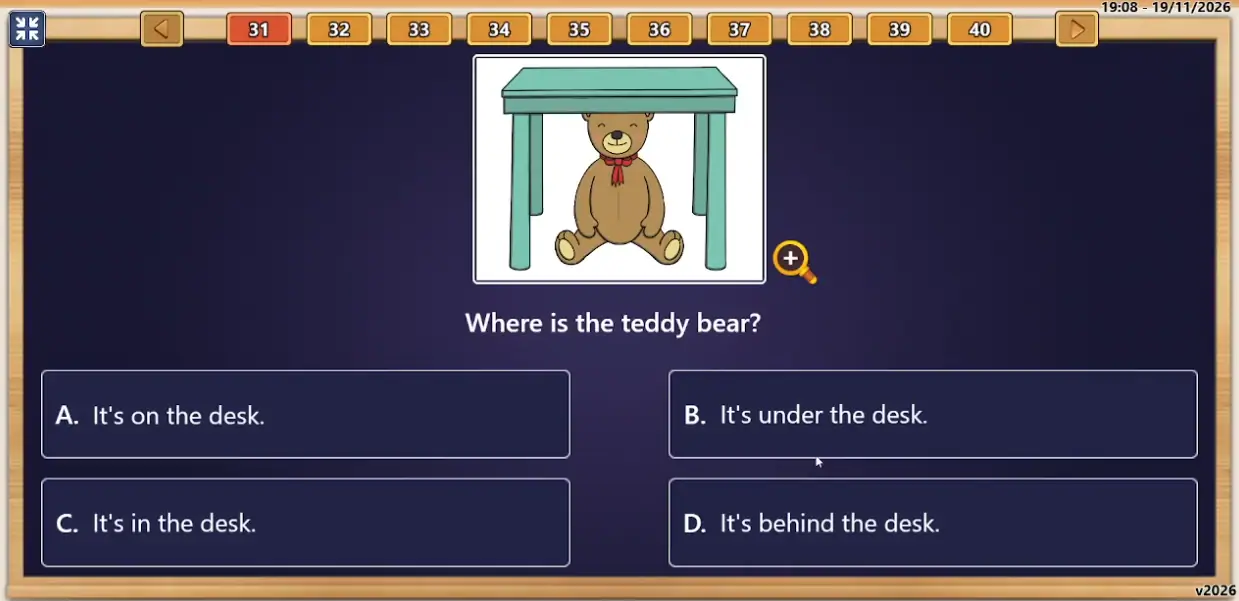 19:08 - 19/11/2026
31 32 33 34 35 36 37 38 39 40
Where is the teddy bear?
A. It's on the desk.
B. It's under the desk.
C. It's in the desk.
D. It's behind the desk.
v2026